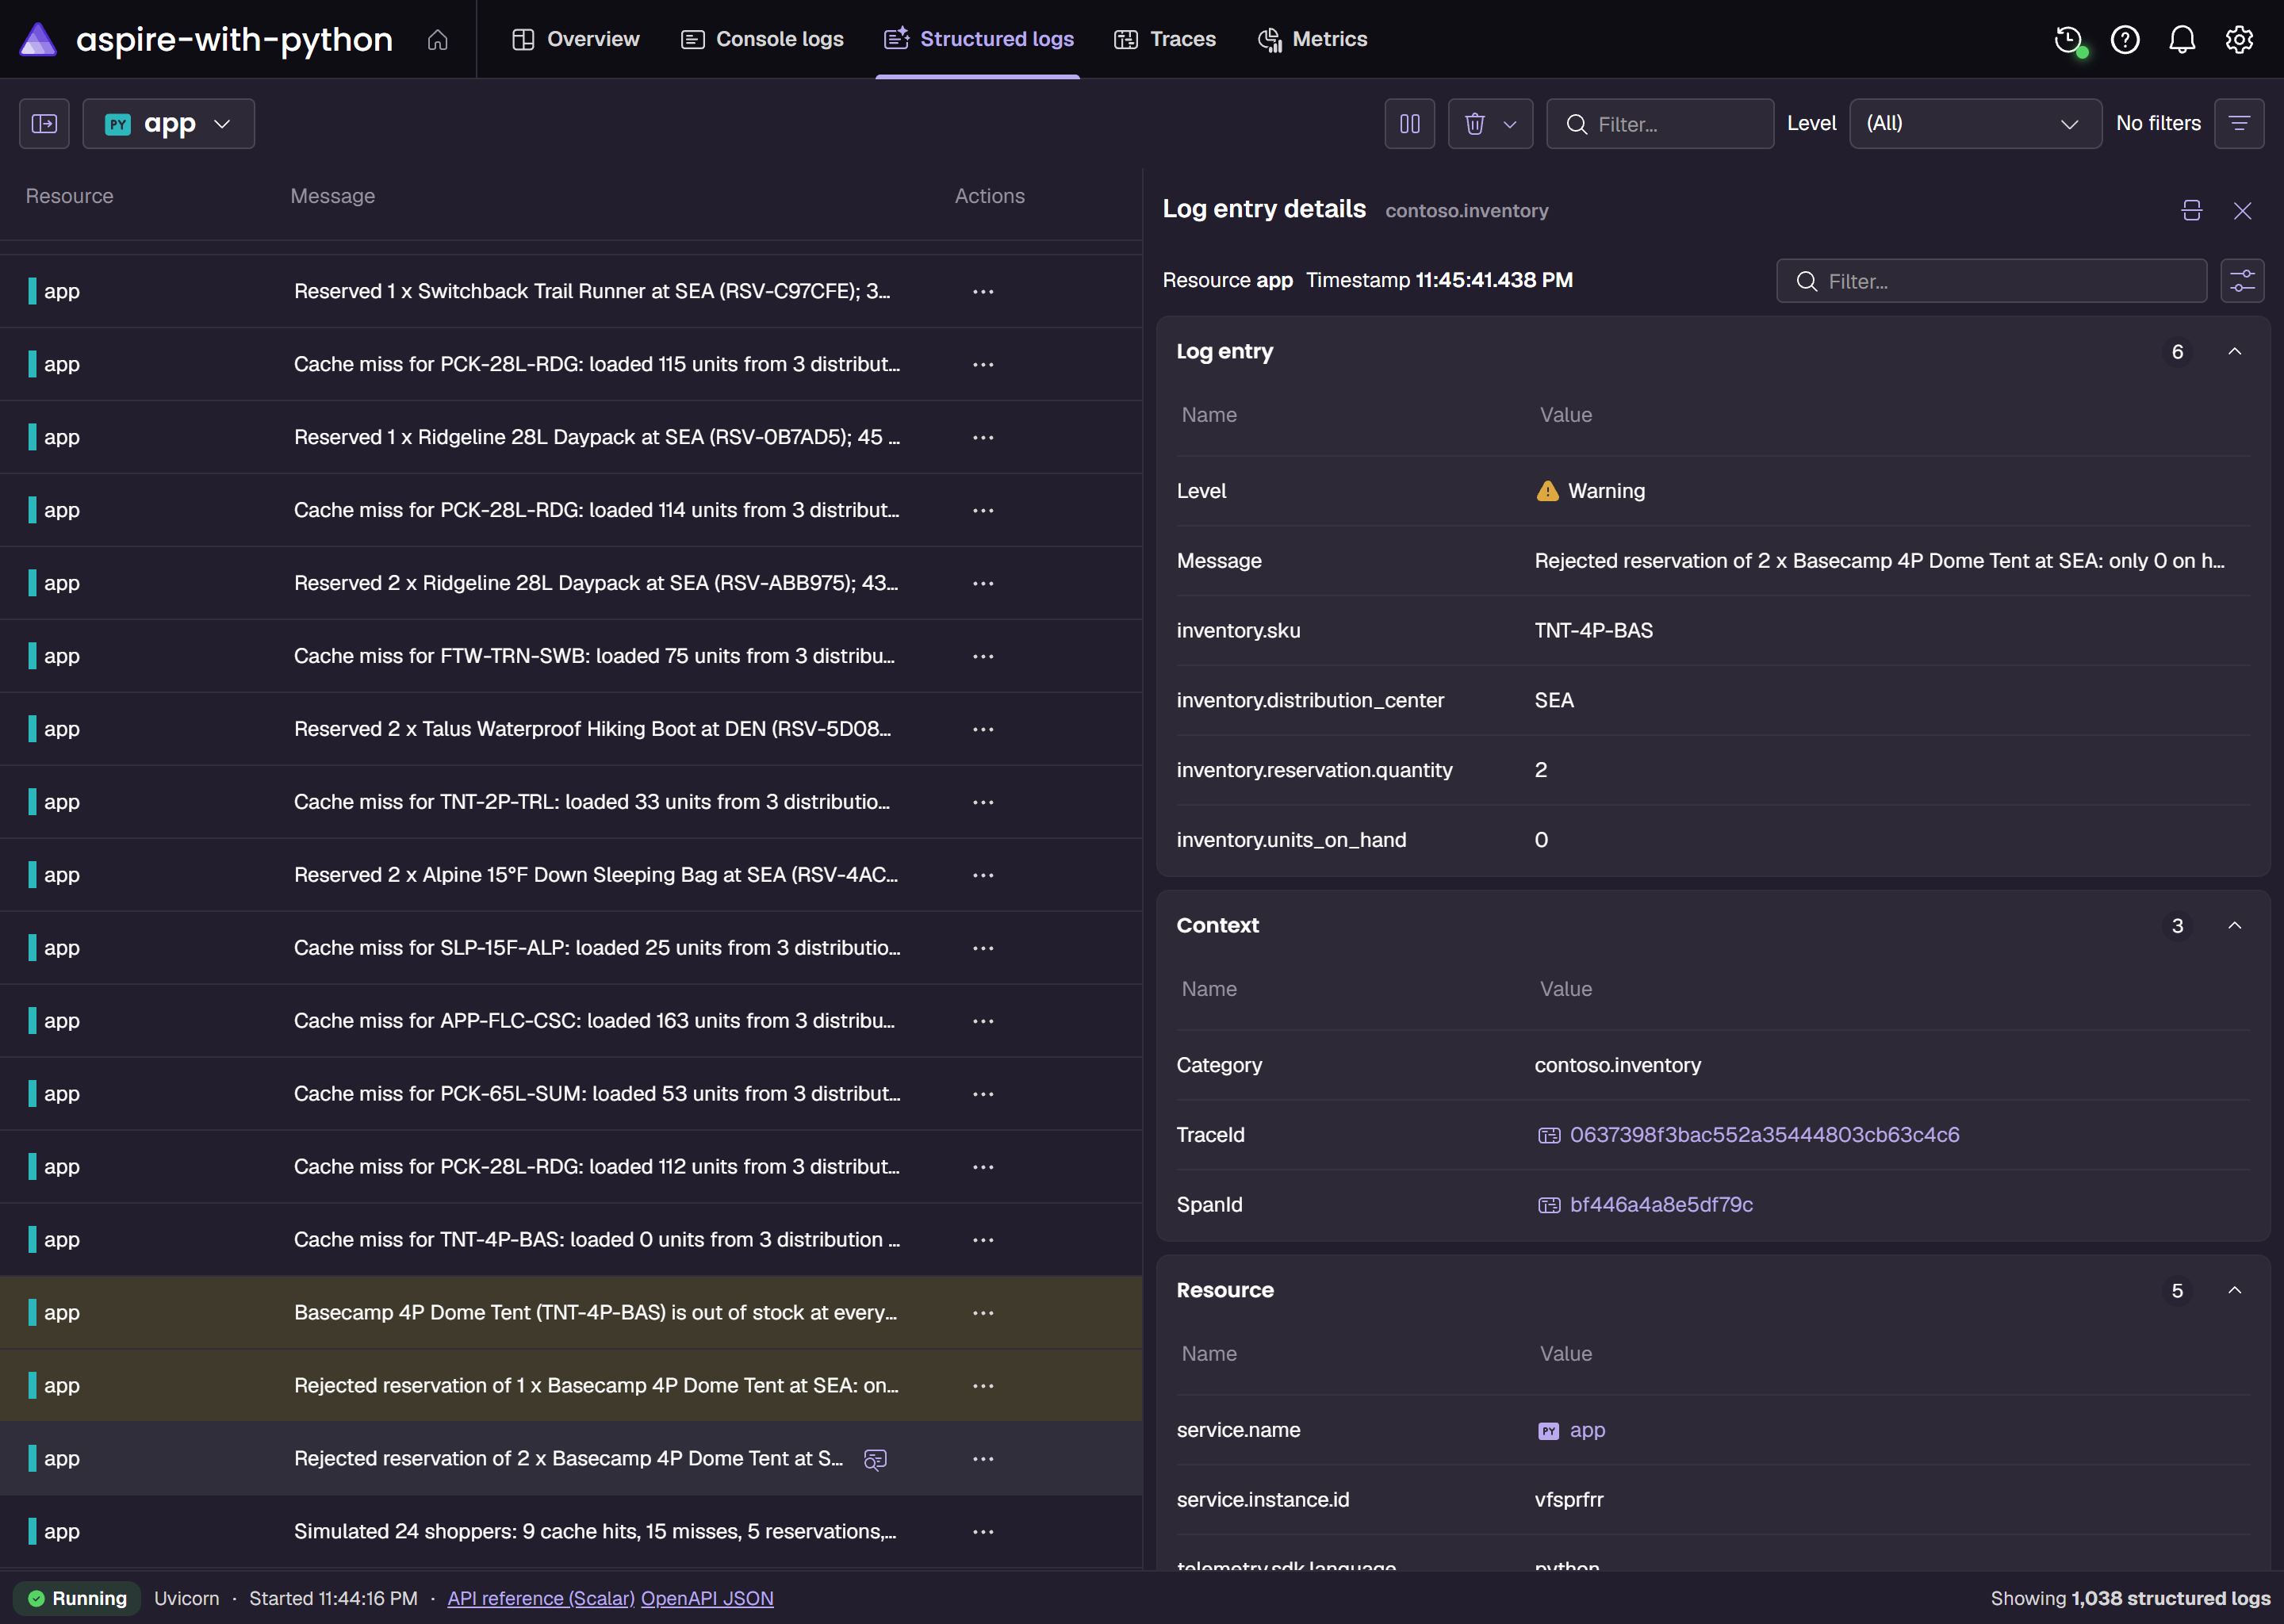 aspire-with-python
Overview
Console logs
Structured logs
Traces
Metrics
PY app
Filter...
Level
(All)
No filters
Resource Message Actions
app Reserved 1 x Switchback Trail Runner at SEA (RSV-C97CFE); 3...
app Cache miss for PCK-28L-RDG: loaded 115 units from 3 distribut...
app Reserved 1 x Ridgeline 28L Daypack at SEA (RSV-0B7AD5); 45 ...
app Cache miss for PCK-28L-RDG: loaded 114 units from 3 distribut...
app Reserved 2 x Ridgeline 28L Daypack at SEA (RSV-ABB975); 43...
app Cache miss for FTW-TRN-SWB: loaded 75 units from 3 distribu...
app Reserved 2 x Talus Waterproof Hiking Boot at DEN (RSV-5D08...
app Cache miss for TNT-2P-TRL: loaded 33 units from 3 distributio...
app Reserved 2 x Alpine 15°F Down Sleeping Bag at SEA (RSV-4AC...
app Cache miss for SLP-15F-ALP: loaded 25 units from 3 distributio...
app Cache miss for APP-FLC-CSC: loaded 163 units from 3 distribu...
app Cache miss for PCK-65L-SUM: loaded 53 units from 3 distribut...
app Cache miss for PCK-28L-RDG: loaded 112 units from 3 distribut...
app Cache miss for TNT-4P-BAS: loaded 0 units from 3 distribution ...
app Basecamp 4P Dome Tent (TNT-4P-BAS) is out of stock at every...
app Rejected reservation of 1 x Basecamp 4P Dome Tent at SEA: on...
app Rejected reservation of 2 x Basecamp 4P Dome Tent at S...
app Simulated 24 shoppers: 9 cache hits, 15 misses, 5 reservations,...
Log entry details contoso.inventory
Resource app Timestamp 11:45:41.438 PM
Filter...
Log entry 6
Name Value
Level Warning
Message Rejected reservation of 2 x Basecamp 4P Dome Tent at SEA: only 0 on h...
inventory.sku TNT-4P-BAS
inventory.distribution_center SEA
inventory.reservation.quantity 2
inventory.units_on_hand 0
Context 3
Name Value
Category contoso.inventory
TraceId 0637398f3bac552a35444803cb63c4c6
SpanId bf446a4a8e5df79c
Resource 5
Name Value
service.name PY app
service.instance.id vfsprfrr
telemetry.sdk.language python
Running Uvicorn · Started 11:44:16 PM · API reference (Scalar) OpenAPI JSON
Showing 1,038 structured logs